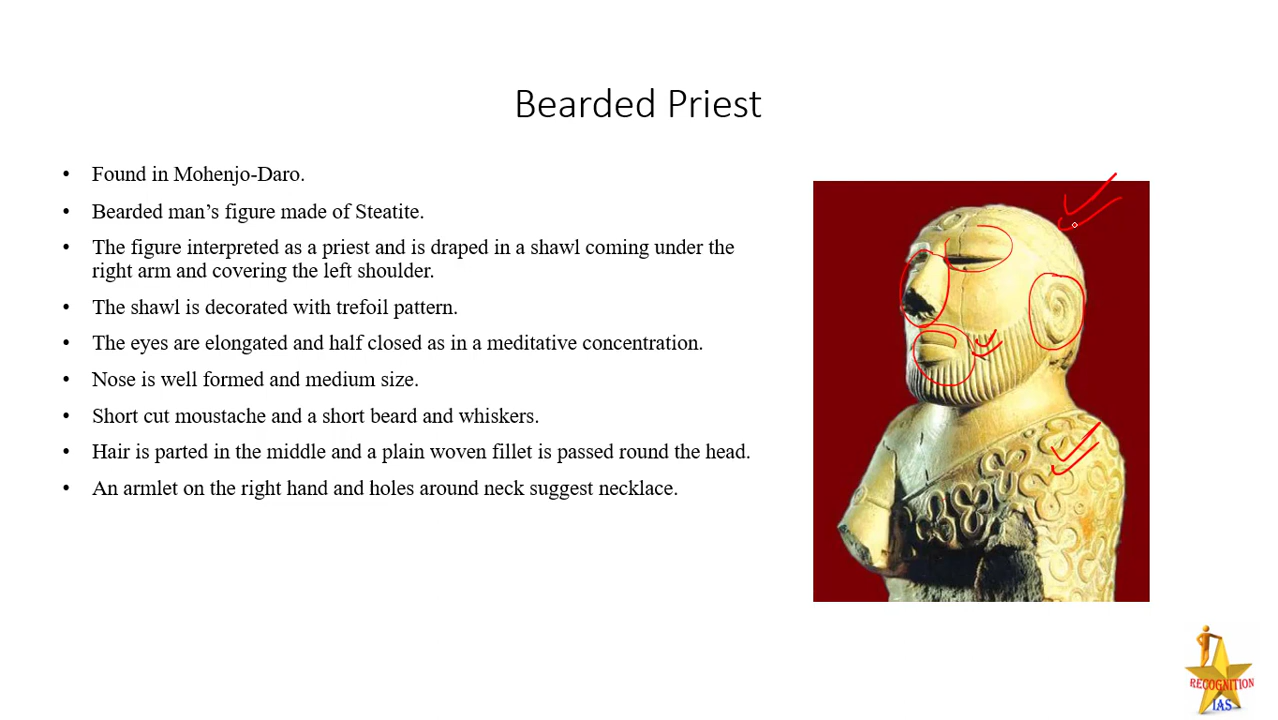 Bearded Priest
• Found in Mohenjo-Daro.
• Bearded man’s figure made of Steatite.
• The figure interpreted as a priest and is draped in a shawl coming under the
right arm and covering the left shoulder.
• The shawl is decorated with trefoil pattern.
• The eyes are elongated and half closed as in a meditative concentration.
• Nose is well formed and medium size.
• Short cut moustache and a short beard and whiskers.
• Hair is parted in the middle and a plain woven fillet is passed round the head.
• An armlet on the right hand and holes around neck suggest necklace.
RECOGNITION
IAS